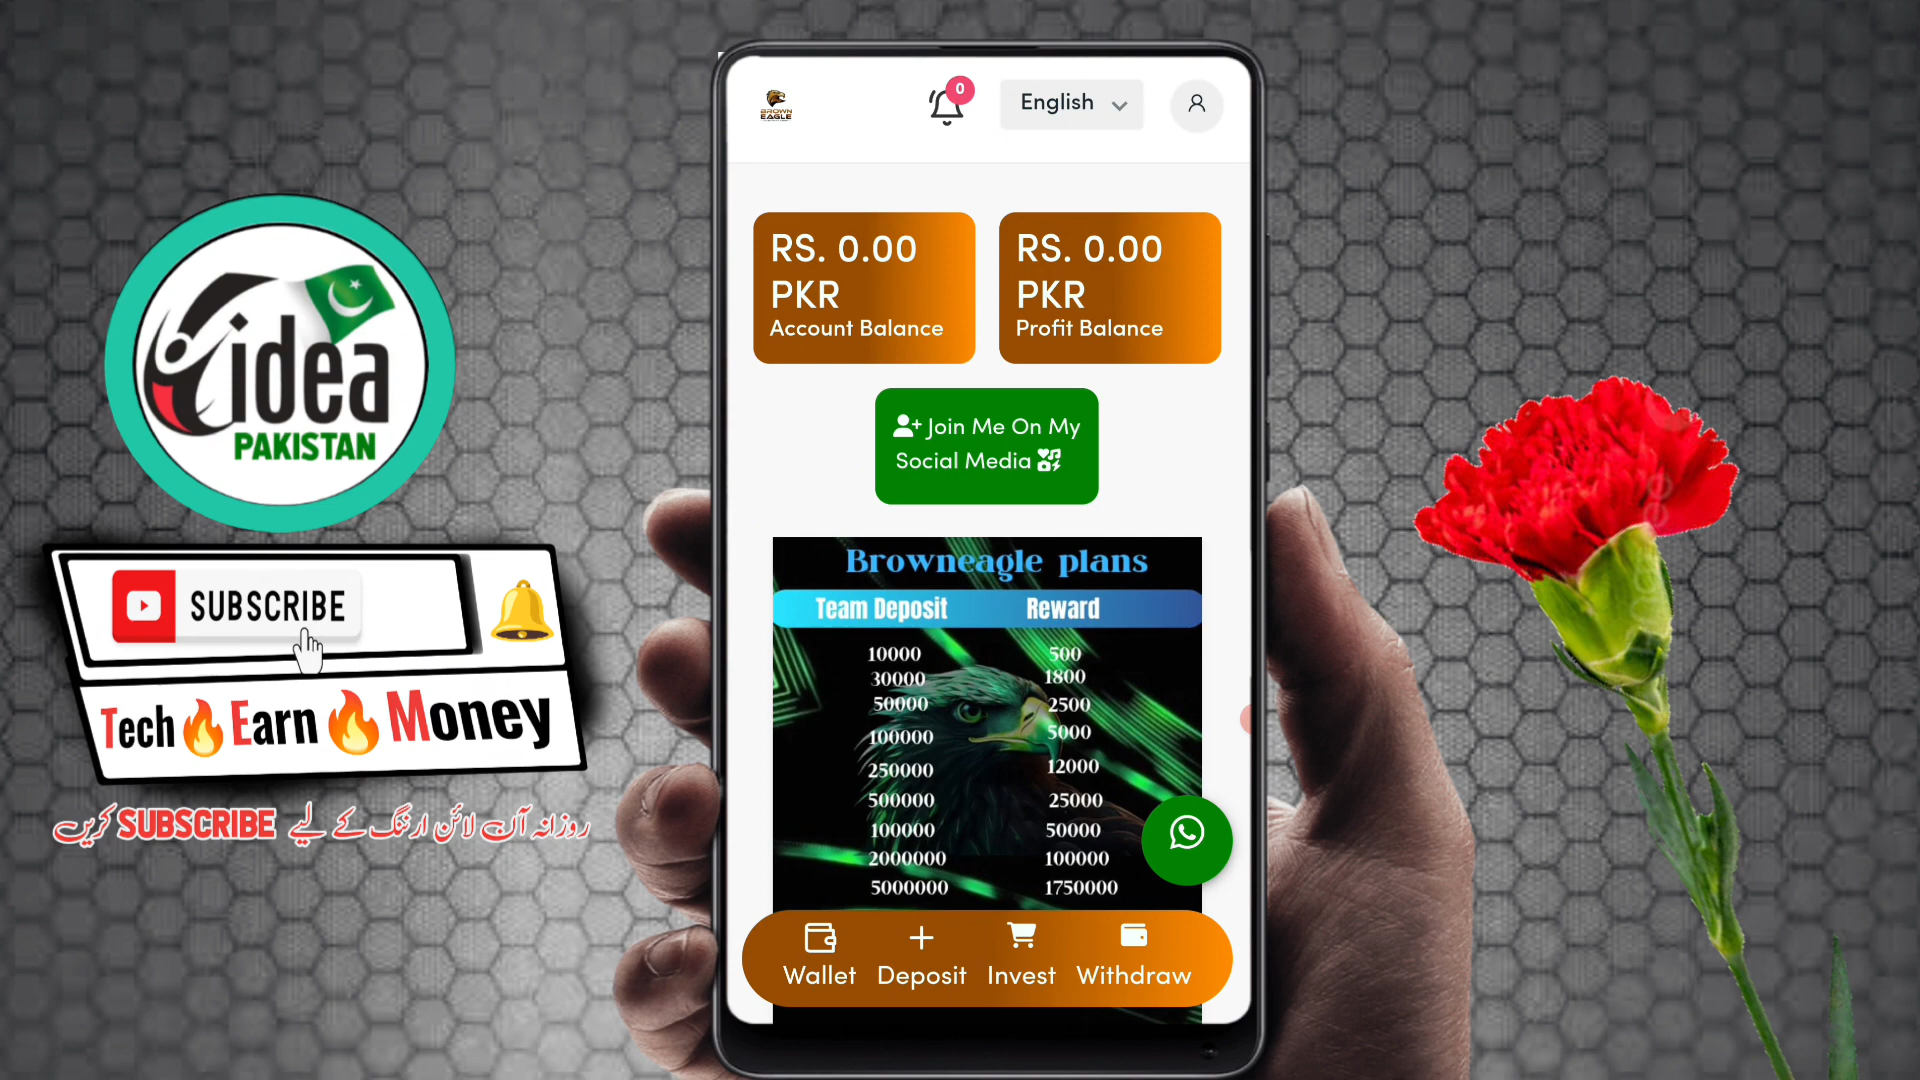 idea
PAKISTAN
SUBSCRIBE
Tech Earn Money
روزانہ آن لائن ارننگ کے لیے SUBSCRIBE کریں
BROWN
EAGLE
0
English
RS. 0.00
PKR
Account Balance
RS. 0.00
PKR
Profit Balance
Join Me On My
Social Media
Browneagle plans
Team Deposit Reward
10000 500
30000 1800
50000 2500
100000 5000
250000 12000
500000 25000
100000 50000
2000000 100000
5000000 1750000
Wallet Deposit Invest Withdraw